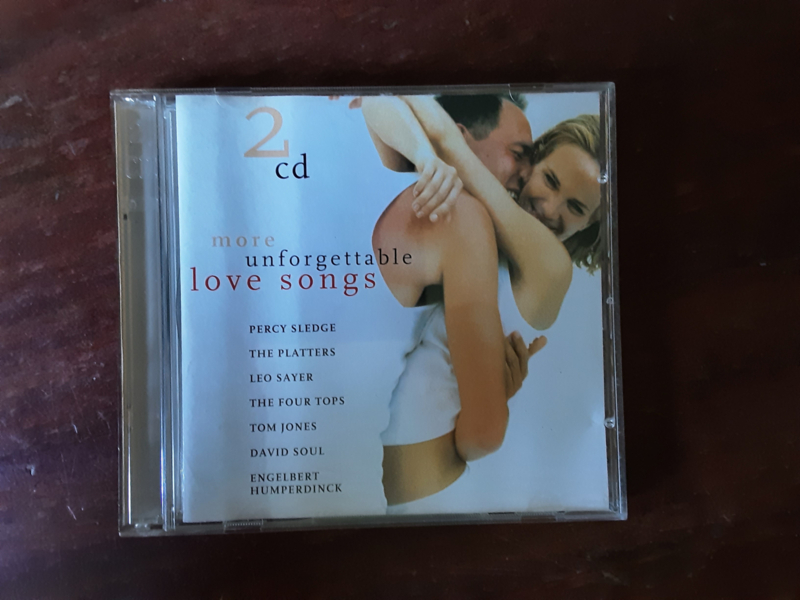 2
cd
more
unforgettable
love songs
PERCY SLEDGE
THE PLATTERS
LEO SAYER
THE FOUR TOPS
TOM JONES
DAVID SOUL
ENGELBERT
HUMPERDINCK